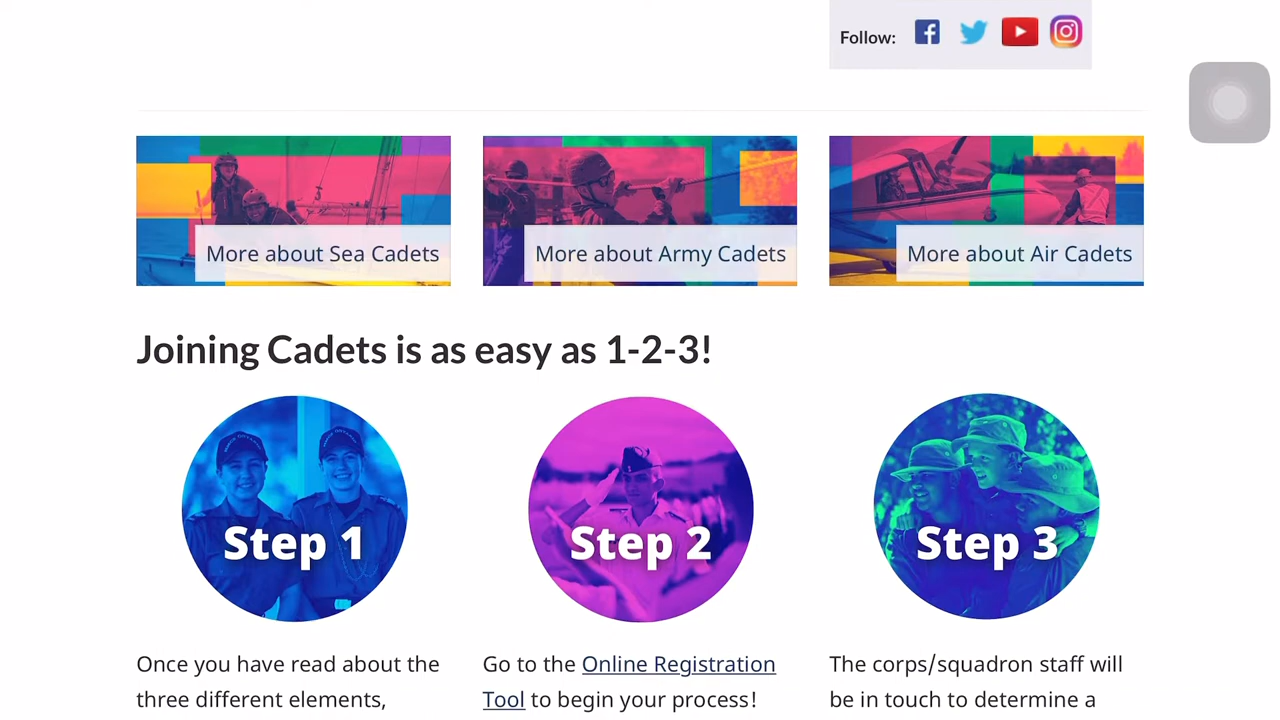 Follow:
More about Sea Cadets
More about Army Cadets
More about Air Cadets
Joining Cadets is as easy as 1-2-3!
Step 1
Step 2
Step 3
Once you have read about the
three different elements,
Go to the Online Registration
Tool to begin your process!
The corps/squadron staff will
be in touch to determine a